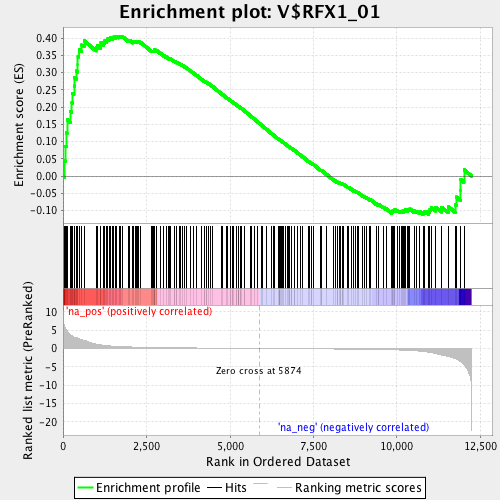 Enrichment plot: V$RFX1_01
Enrichment score (ES)
0.40
0.35
0.30
0.25
0.20
0.15
0.10
0.05
0.00
-0.05
-0.10
'na_pos' (positively correlated)
Ranked list metric (PreRanked)
10
5
0
-5
-10
-15
-20
Zero cross at 5874
'na_neg' (negatively correlated)
0
2,500
5,000
7,500
10,000
12,500
Rank in Ordered Dataset
Enrichment profile
Hits
Ranking metric scores